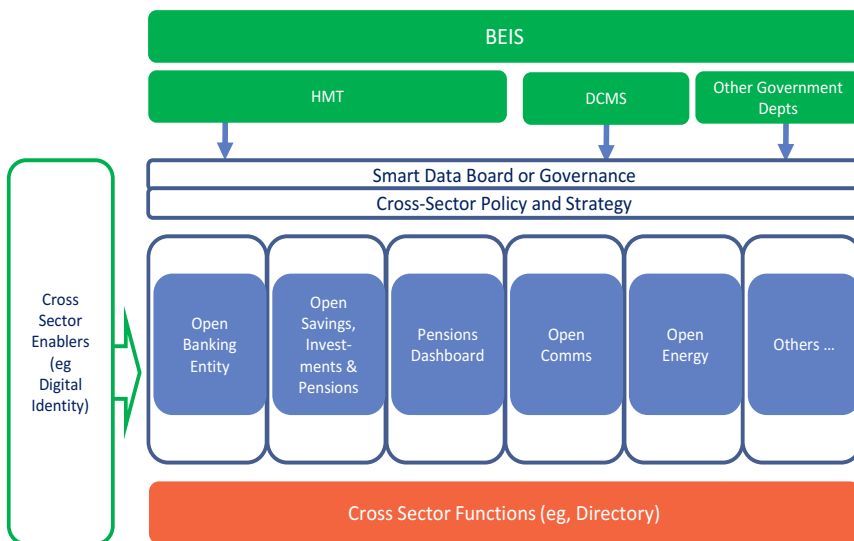 BEIS
HMT
DCMS
Other Government
Depts
Smart Data Board or Governance
Cross-Sector Policy and Strategy
Cross
Sector
Enablers
(eg
Digital
Identity)
Open
Banking
Entity
Open
Savings,
Invest-
ments &
Pensions
Pensions
Dashboard
Open
Comms
Open
Energy
Others ...
Cross Sector Functions (eg, Directory)